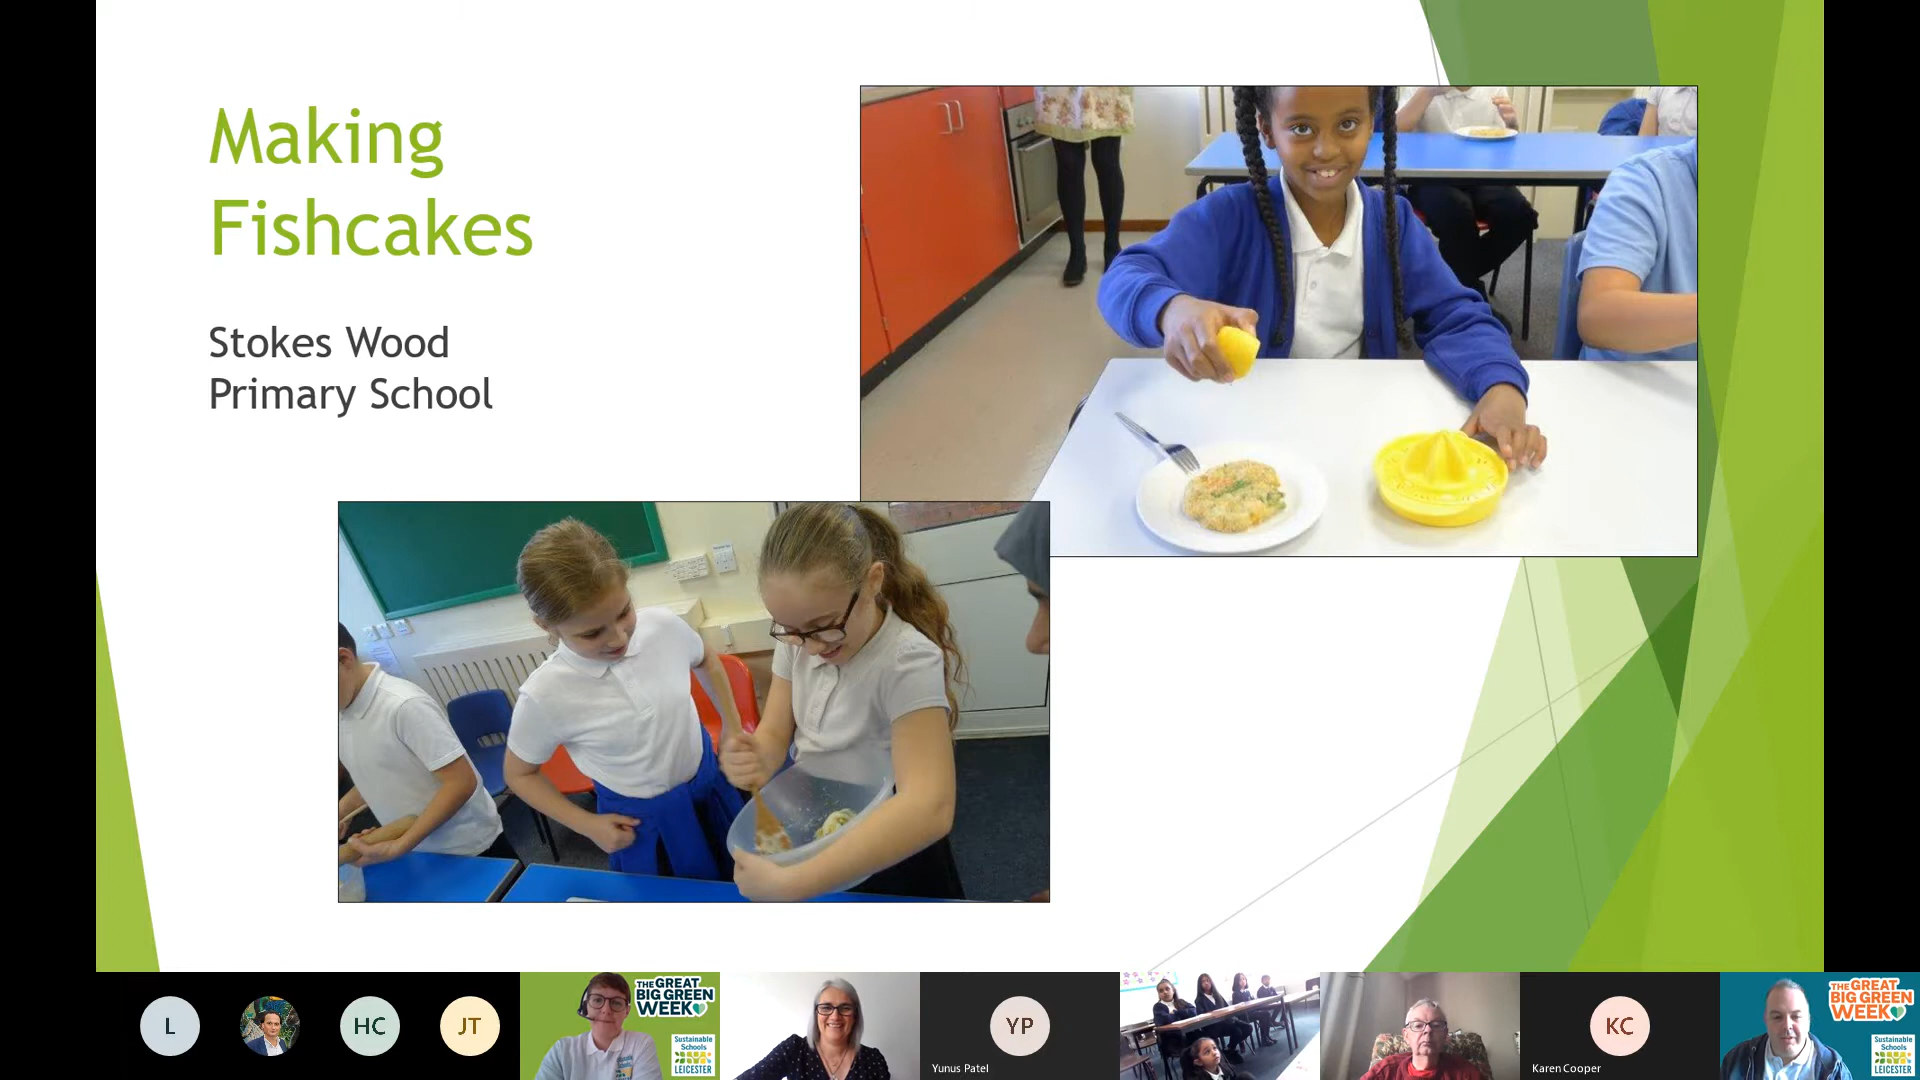 Making
Fishcakes
Stokes Wood
Primary School
L
HC
JT
THE GREAT
BIG GREEN
WEEK
Sustainable
Schools
LEICESTER
YP
Yunus Patel
KC
Karen Cooper
THE GREAT
BIG GREEN
WEEK
Sustainable
Schools
LEICESTER